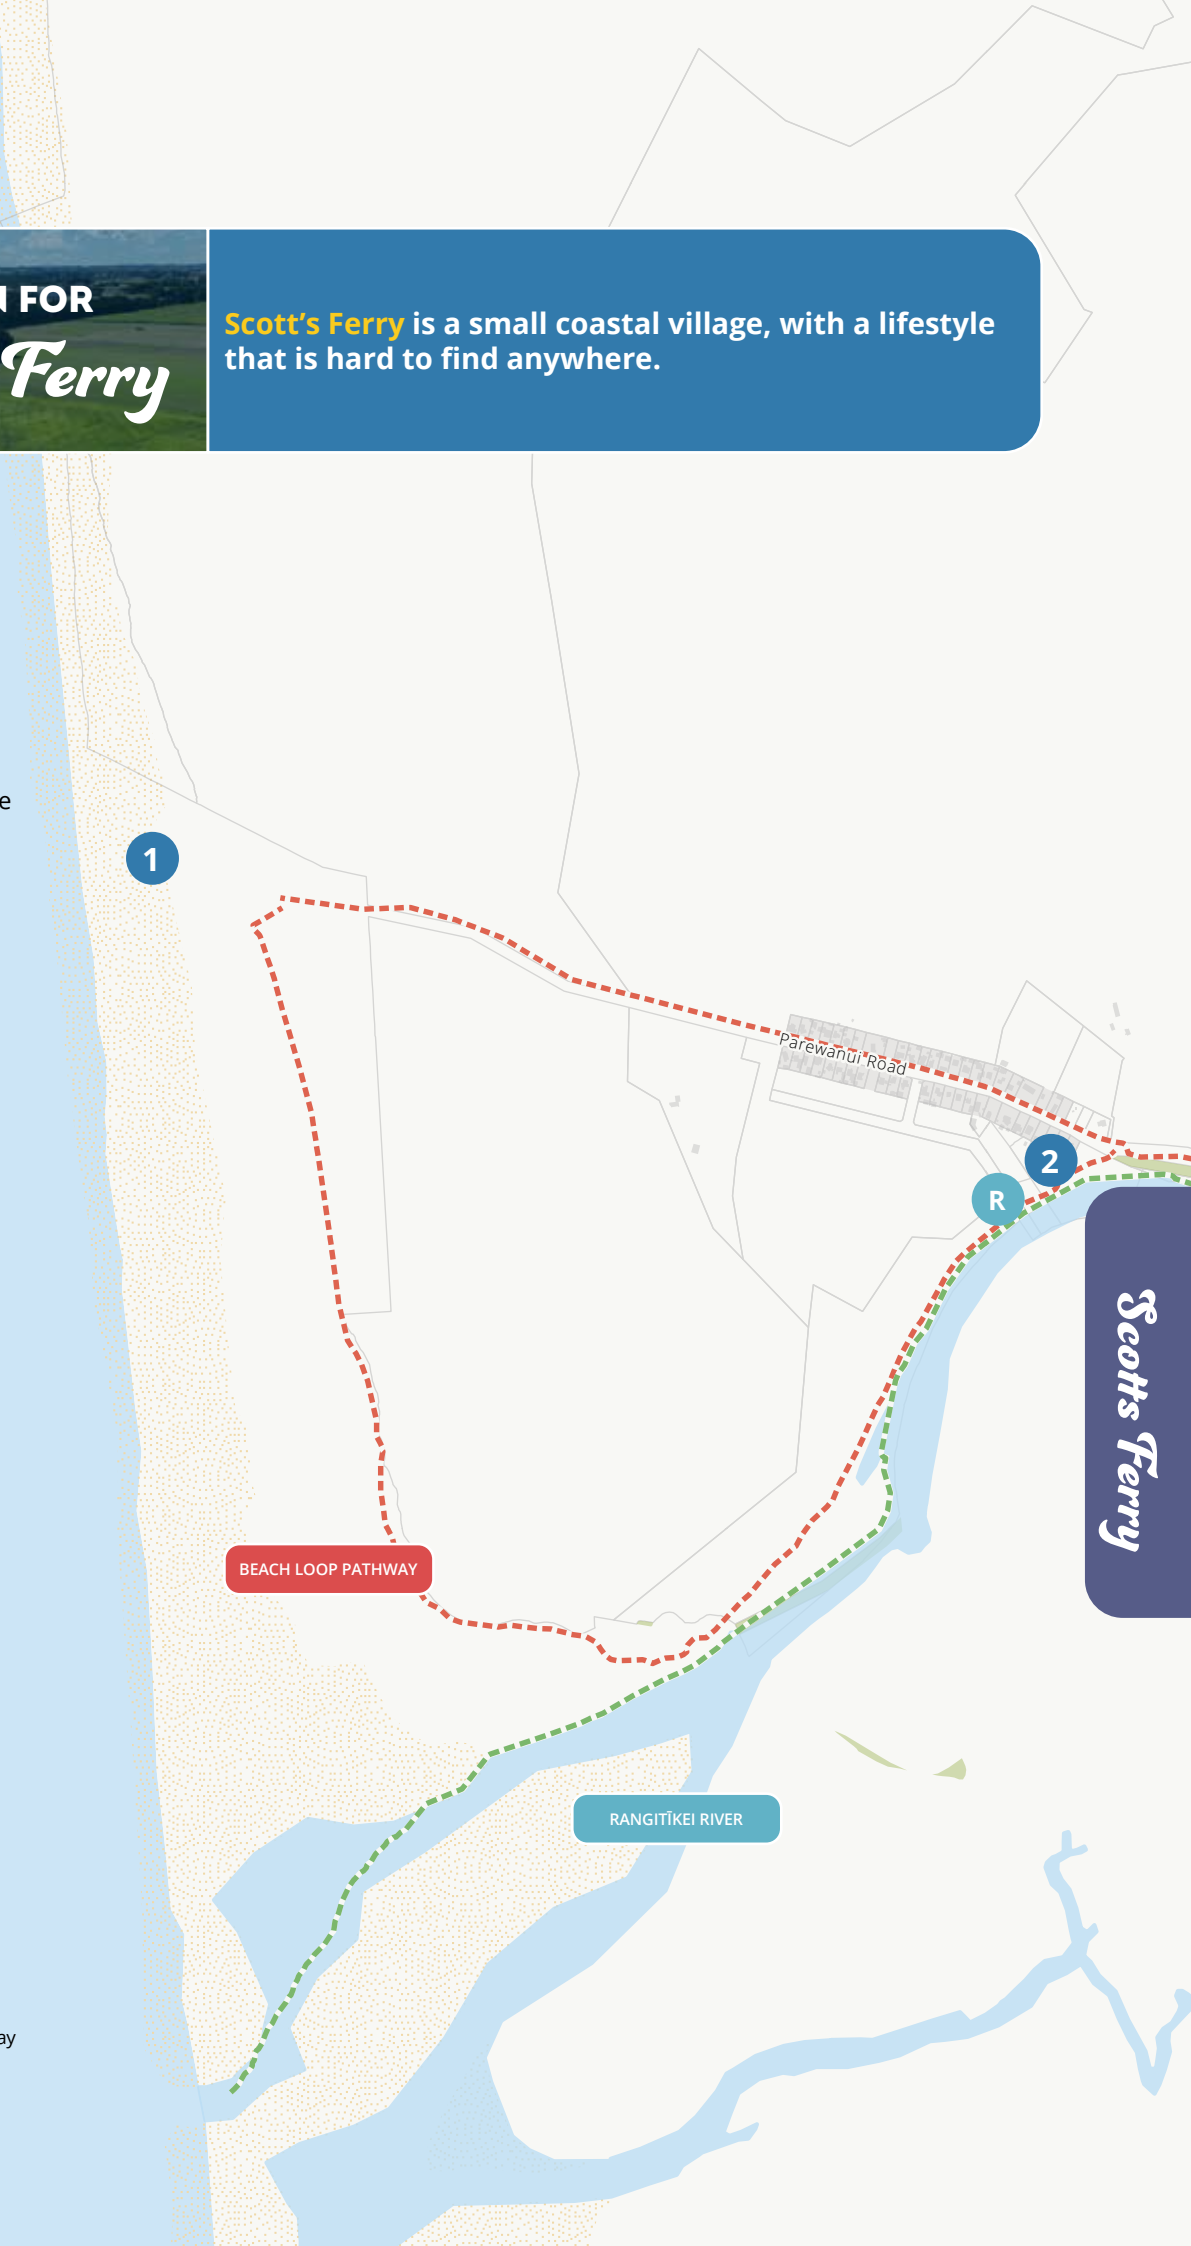 FOR
Ferry
Scott’s Ferry is a small coastal village, with a lifestyle
that is hard to find anywhere.
e
1
Parewanui Road
2
R
Scotts Ferry
BEACH LOOP PATHWAY
RANGITĪKEI RIVER
ay